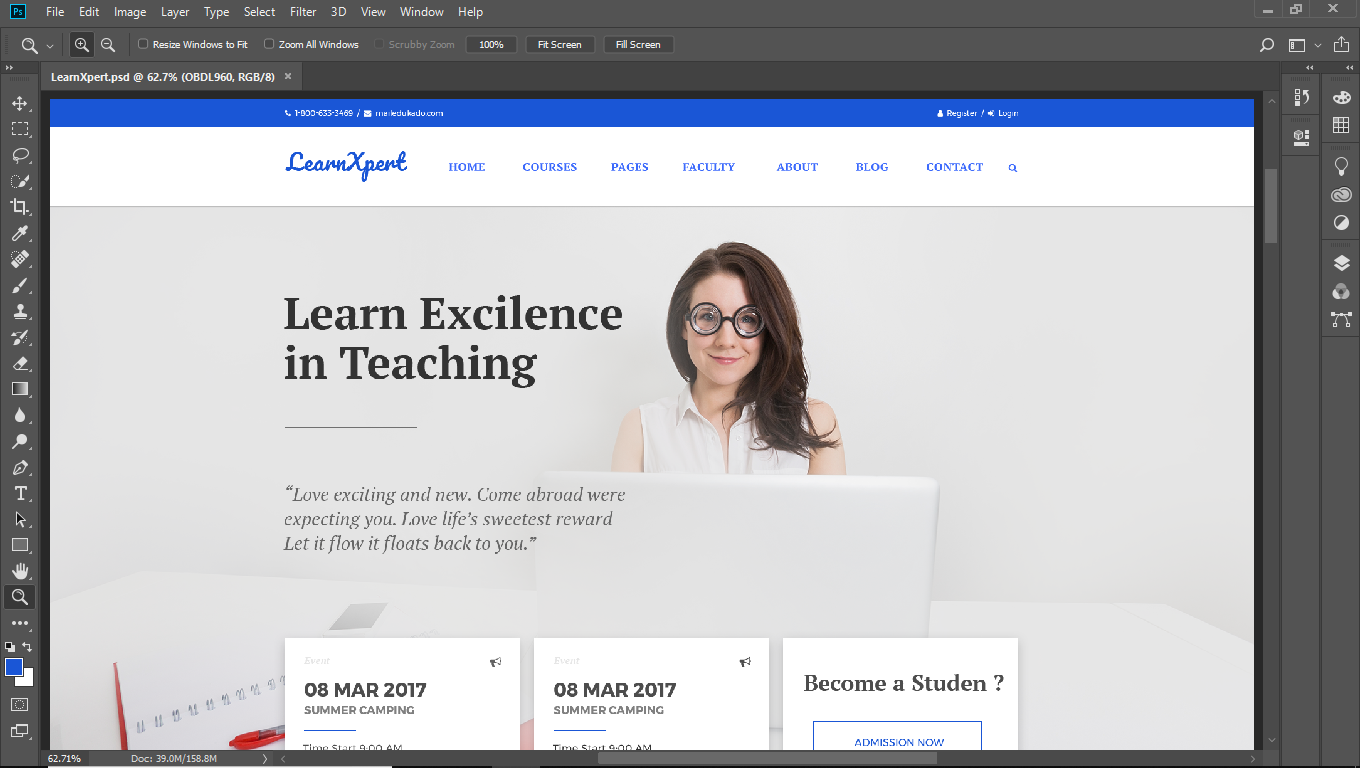 Ps File Edit Image Layer Type Select Filter 3D View Window Help
Resize Windows to Fit Zoom All Windows Scrubby Zoom 100% Fit Screen Fill Screen
LearnXpert.psd @ 62.7% (OBDL960, RGB/8)
1-800-633-3469 / mailedukado.com Register / Login
LearnXpert HOME COURSES PAGES FACULTY ABOUT BLOG CONTACT
Learn Excilence
in Teaching
“Love exciting and new. Come abroad were
expecting you. Love life’s sweetest reward
Let it flow it floats back to you.”
Event
08 MAR 2017
SUMMER CAMPING
Time Start 9:00 AM
Event
08 MAR 2017
SUMMER CAMPING
Time Start 9:00 AM
Become a Studen ?
ADMISSION NOW
62.71% Doc: 39.0M/158.8M